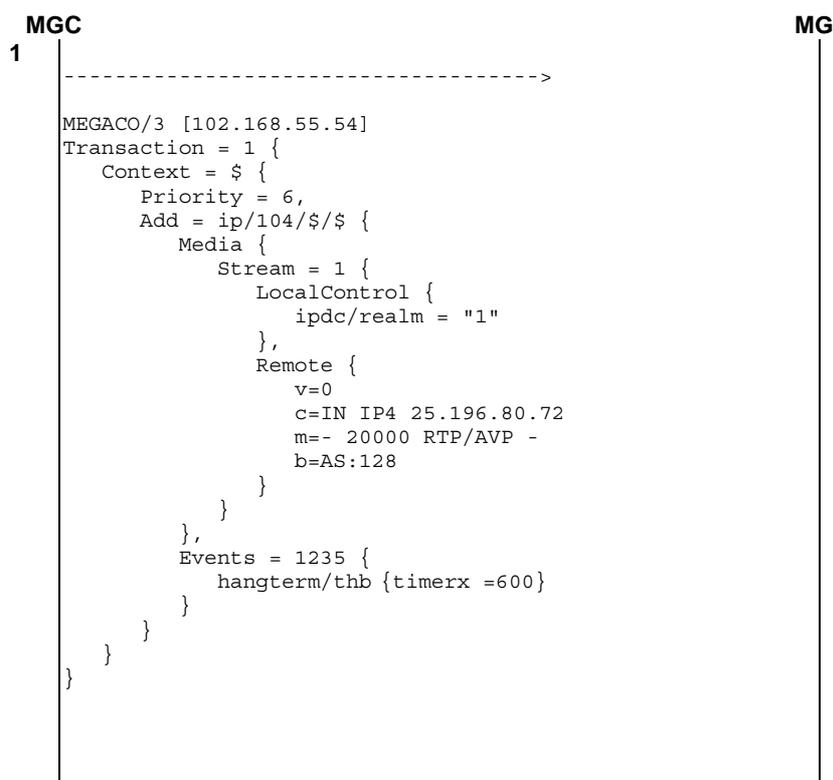 MGC MG
1
------------------------------------->
MEGACO/3 [102.168.55.54]
Transaction = 1 {
   Context = $ {
      Priority = 6,
      Add = ip/104/$/$ {
         Media {
            Stream = 1 {
               LocalControl {
                  ipdc/realm = "1"
               },
               Remote {
                  v=0
                  c=IN IP4 25.196.80.72
                  m=- 20000 RTP/AVP -
                  b=AS:128
               }
            }
         },
         Events = 1235 {
            hangterm/thb {timerx =600}
         }
      }
   }
}